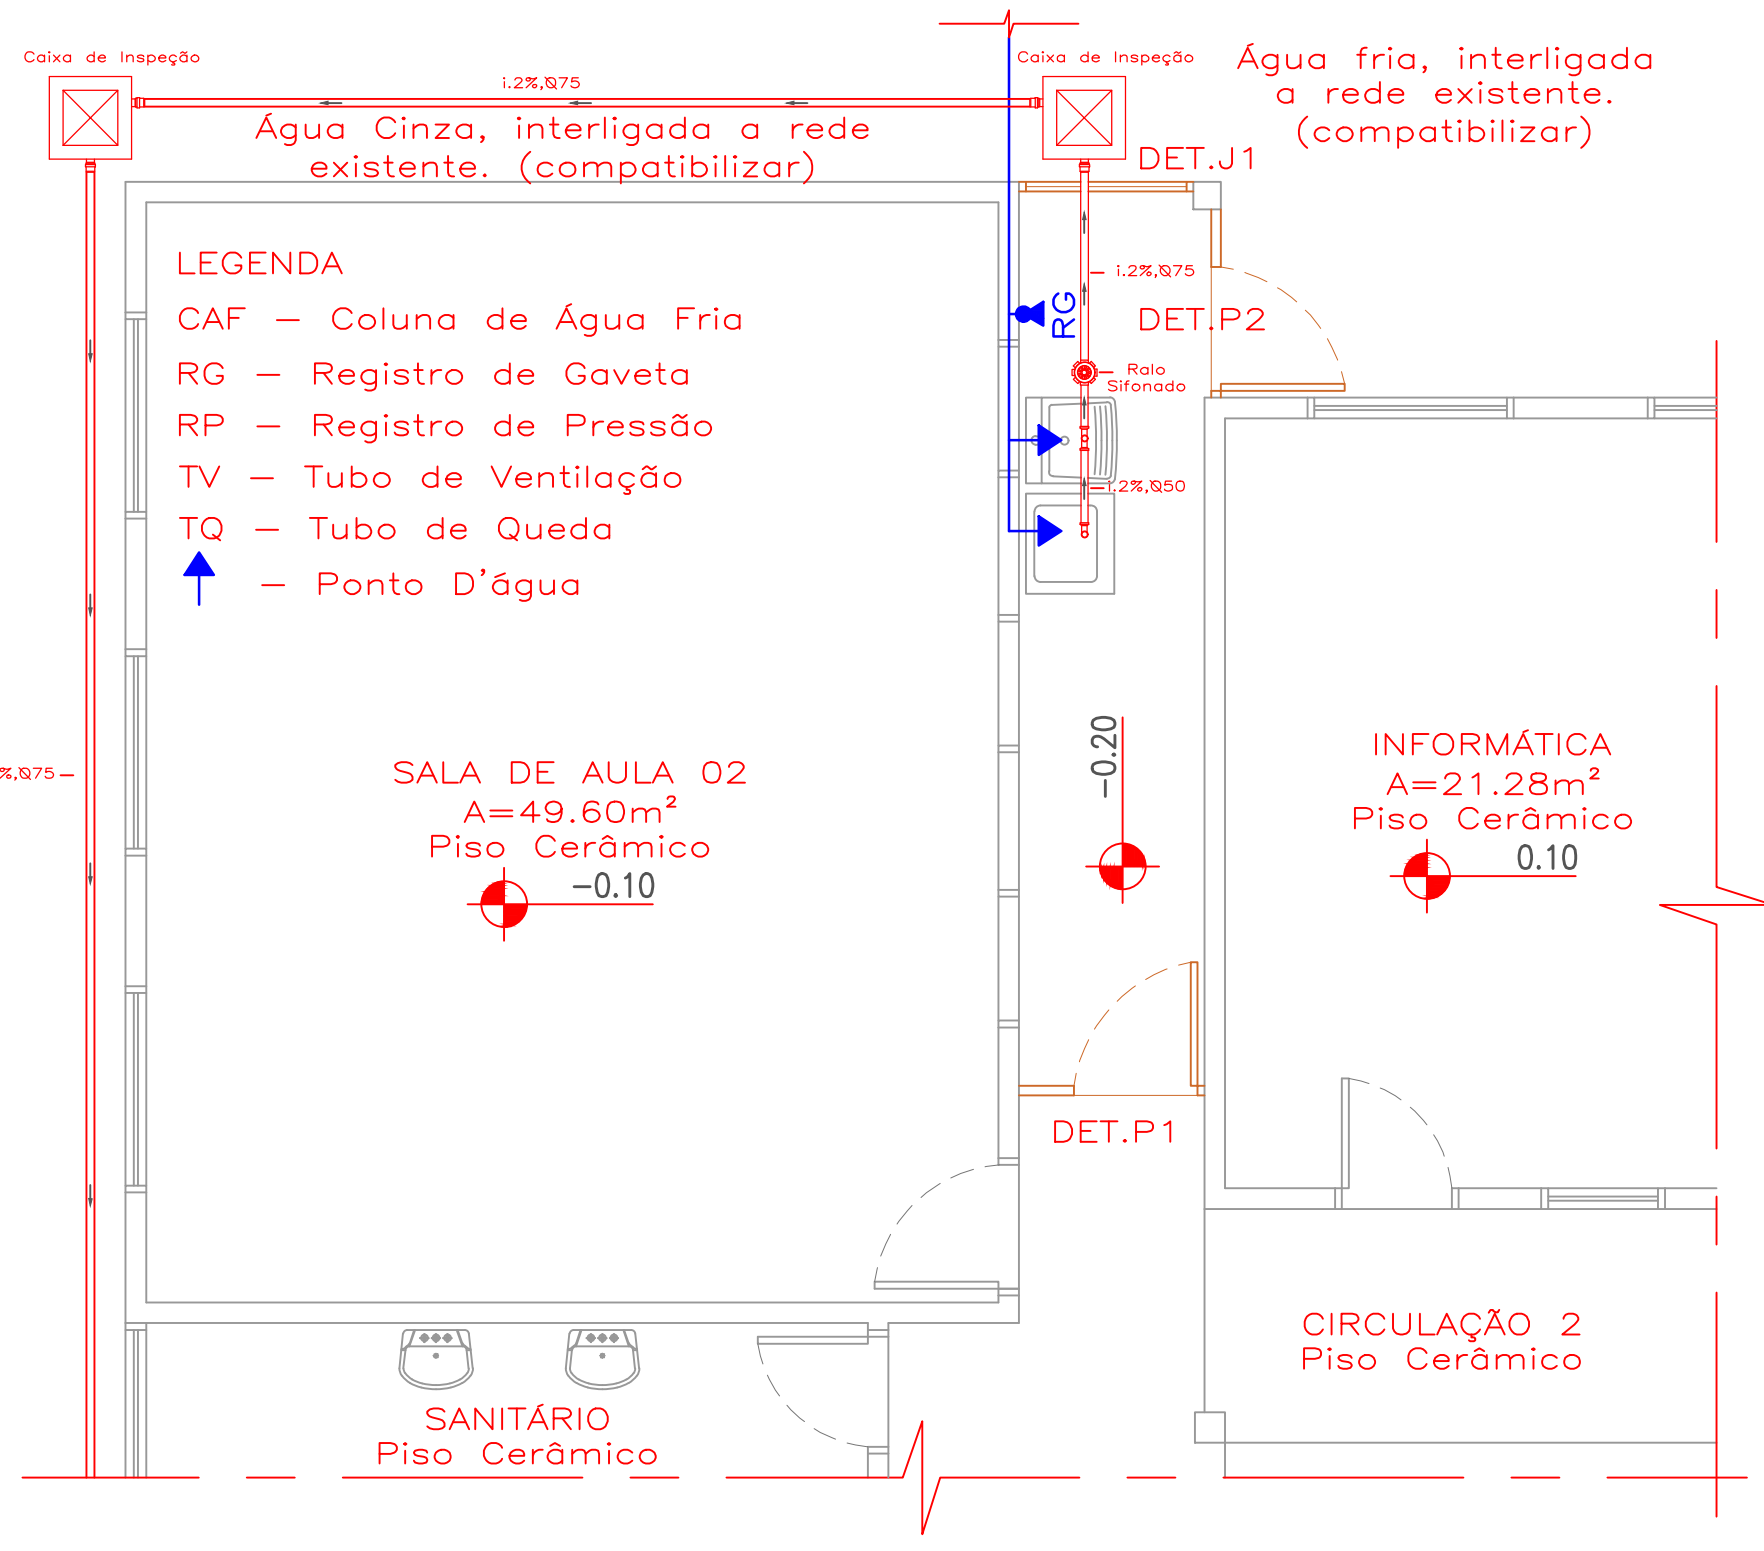 Caixa de Inspeção
i.2%,Ø75
Água Cinza, interligada a rede
existente. (compatibilizar)
Caixa de Inspeção
Água fria, interligada
a rede existente.
(compatibilizar)
DET.J1
LEGENDA
CAF – Coluna de Água Fria
RG – Registro de Gaveta
RP – Registro de Pressão
TV – Tubo de Ventilação
TQ – Tubo de Queda
– Ponto D'água
i.2%,Ø75
RG
DET.P2
Ralo
Sifonado
i.2%,Ø50
%,Ø75
SALA DE AULA 02
A=49.60m²
Piso Cerâmico
-0.10
-0.20
INFORMÁTICA
A=21.28m²
Piso Cerâmico
0.10
DET.P1
CIRCULAÇÃO 2
Piso Cerâmico
SANITÁRIO
Piso Cerâmico